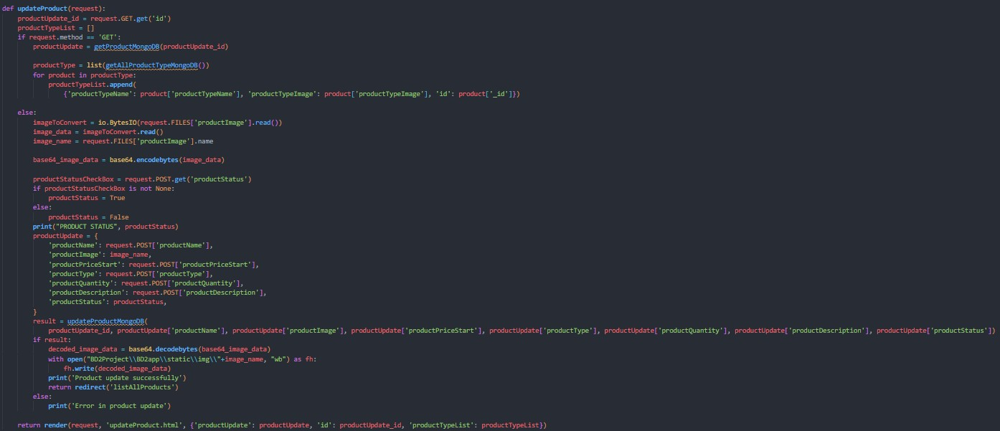 def updateProduct(request):
    productUpdate_id = request.GET.get('id')
    productTypeList = []
    if request.method == 'GET':
        productUpdate = getProductMongoDB(productUpdate_id)

        productType = list(getAllProductTypeMongoDB())
        for product in productType:
            productTypeList.append(
                {'productTypeName': product['productTypeName'], 'productTypeImage': product['productTypeImage'], 'id': product['_id']})

    else:
        imageToConvert = io.BytesIO(request.FILES['productImage'].read())
        image_data = imageToConvert.read()
        image_name = request.FILES['productImage'].name

        base64_image_data = base64.encodebytes(image_data)

        productStatusCheckBox = request.POST.get('productStatus')
        if productStatusCheckBox is not None:
            productStatus = True
        else:
            productStatus = False
        print("PRODUCT STATUS", productStatus)
        productUpdate = {
            'productName': request.POST['productName'],
            'productImage': image_name,
            'productPriceStart': request.POST['productPriceStart'],
            'productType': request.POST['productType'],
            'productQuantity': request.POST['productQuantity'],
            'productDescription': request.POST['productDescription'],
            'productStatus': productStatus,
        }
        result = updateProductMongoDB(
            productUpdate_id, productUpdate['productName'], productUpdate['productImage'], productUpdate['productPriceStart'], productUpdate['productType'], productUpdate['productQuantity'], productUpdate['productDescription'], productUpdate['productStatus'])
        if result:
            decoded_image_data = base64.decodebytes(base64_image_data)
            with open("BD2Project\\BD2app\\static\\img\\"+image_name, "wb") as fh:
                fh.write(decoded_image_data)
            print('Product update successfully')
            return redirect('listAllProducts')
        else:
            print('Error in product update')

    return render(request, 'updateProduct.html', {'productUpdate': productUpdate, 'id': productUpdate_id, 'productTypeList': productTypeList})